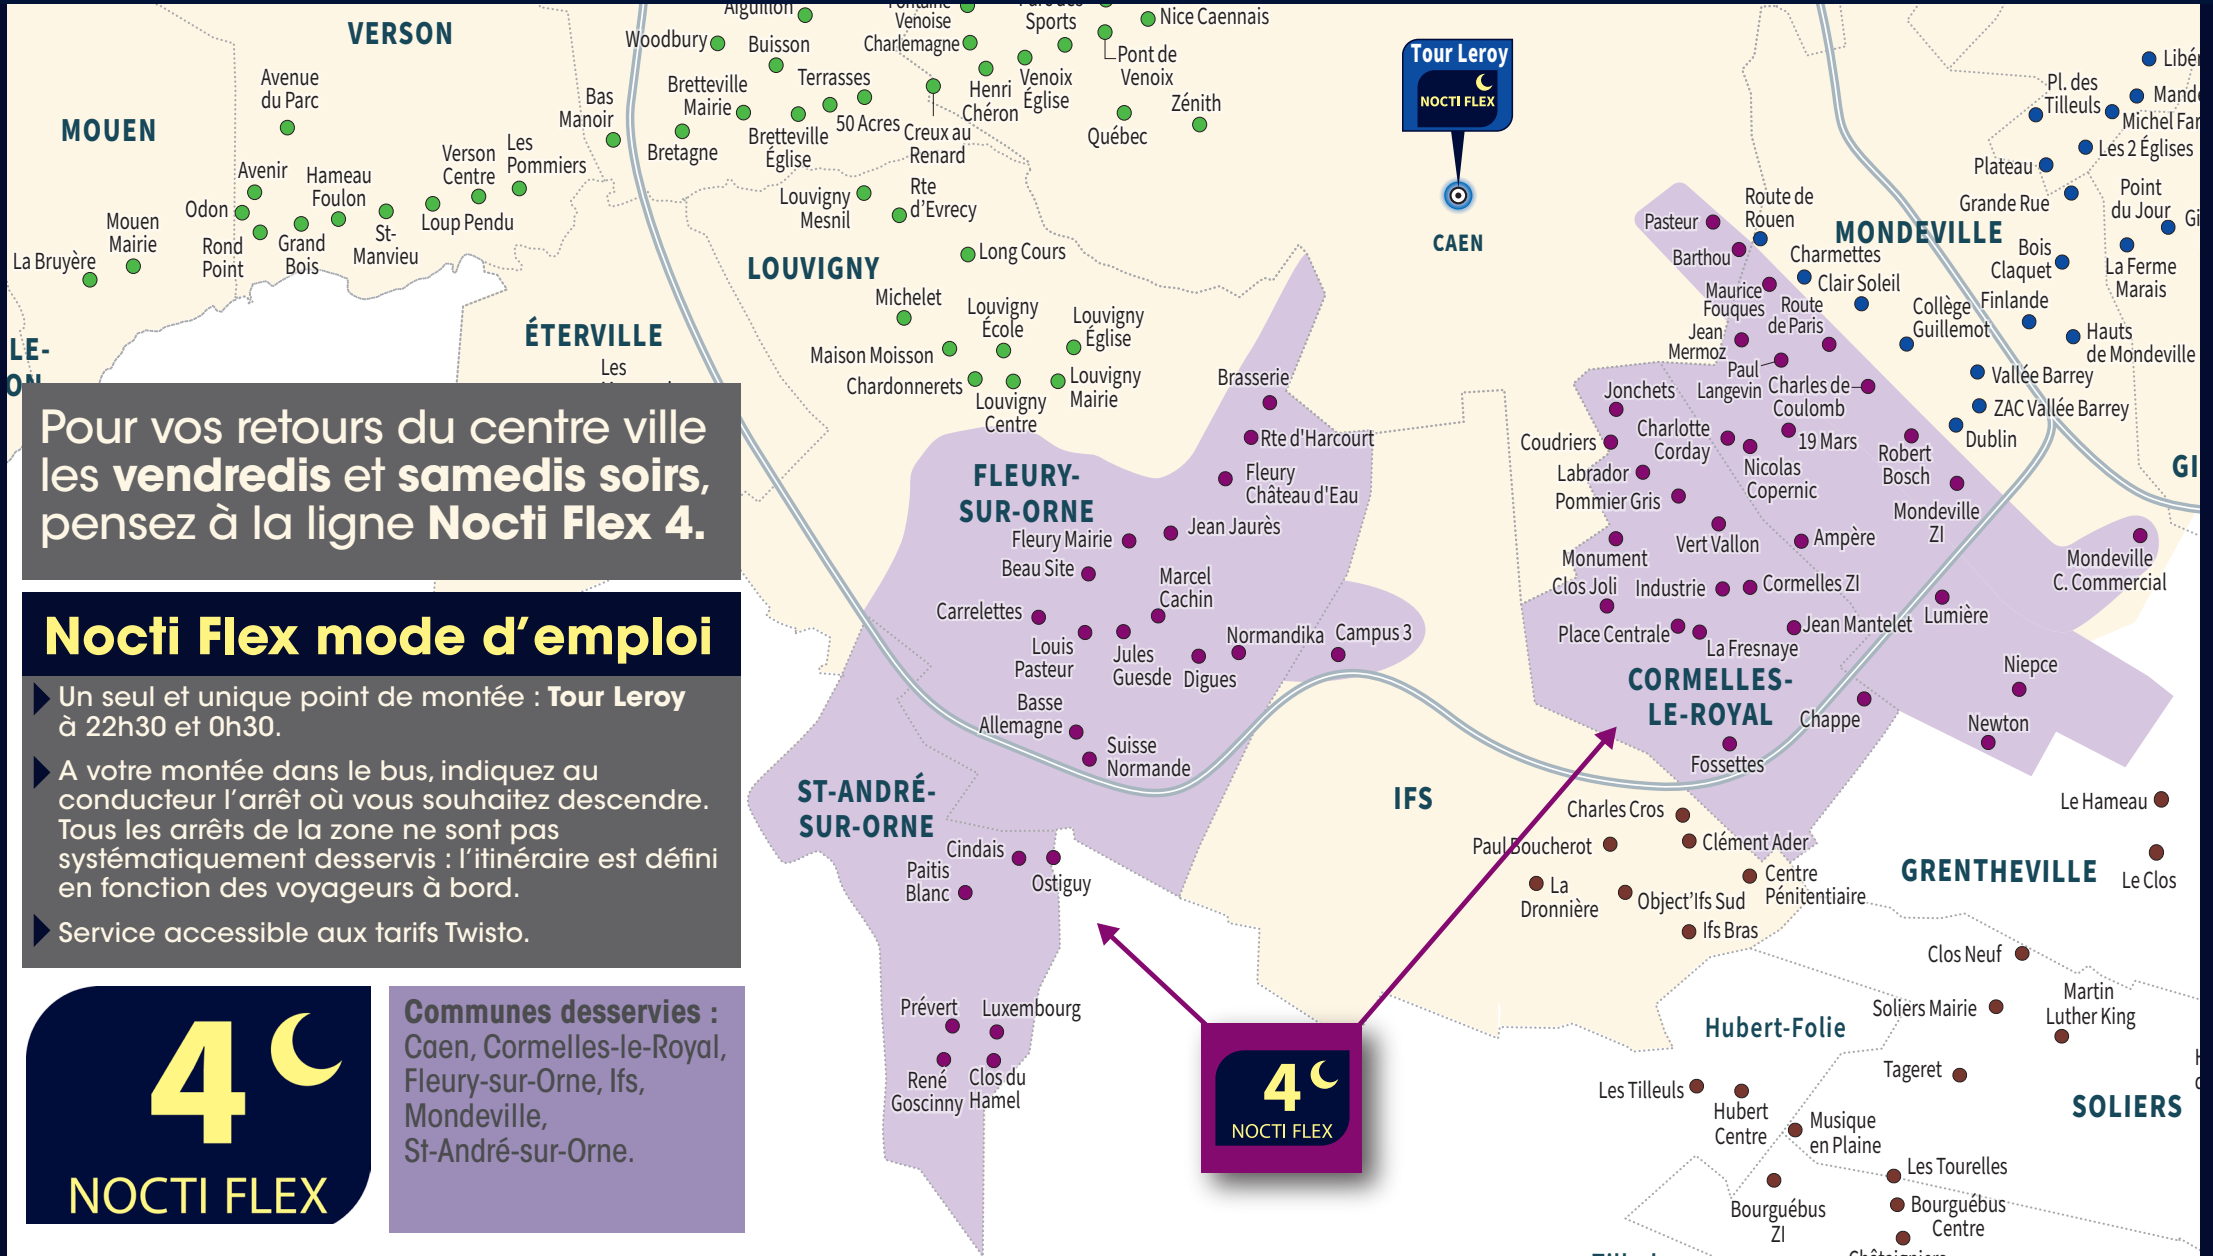 VERSON
MOUEN
Avenue
du Parc
Avenir
Odon
Hameau
Foulon
Mouen
Mairie
La Bruyère
Rond
Point
Grand
Bois
St-
Manvieu
Loup Pendu
Verson
Centre
Les
Pommiers
Bas
Manoir
Aiguillon
Woodbury
Buisson
Bretteville
Mairie
Terrasses
Bretagne
Bretteville
Église
50 Acres
Venoise
Charlemagne
Sports
Nice Caennais
Pont de
Venoix
Henri
Chéron
Venoix
Église
Creux au
Renard
Québec
Zénith
Louvigny
Mesnil
Rte
d'Evrecy
Long Cours
LOUVIGNY
Michelet
Louvigny
École
Louvigny
Église
Maison Moisson
Chardonnerets
Louvigny
Centre
Louvigny
Mairie
ÉTERVILLE
Les
LE-
ON
Tour Leroy
NOCTI FLEX
CAEN
Pasteur
Barthou
Route de
Rouen
MONDEVILLE
Charmettes
Clair Soleil
Maurice
Fouques
Route
de Paris
Jean
Mermoz
Paul
Langevin
Charles de
Coulomb
Collège
Guillemot
Finlande
Hauts
de Mondeville
Vallée Barrey
ZAC Vallée Barrey
Dublin
Pl. des
Tilleuls
Les 2 Églises
Plateau
Grande Rue
Point
du Jour
Bois
Claquet
La Ferme
Marais
Jonchets
Coudriers
Charlotte
Corday
19 Mars
Labrador
Nicolas
Copernic
Pommier Gris
Robert
Bosch
Mondeville
ZI
Vert Vallon
Ampère
Monument
Clos Joli
Industrie
Cormelles ZI
Place Centrale
La Fresnaye
Jean Mantelet
Lumière
Mondeville
C. Commercial
Niepce
Newton
CORMELLES-
LE-ROYAL
Chappe
Fossettes
GI
Brasserie
Rte d'Harcourt
Fleury
Château d'Eau
FLEURY-
SUR-ORNE
Fleury Mairie
Jean Jaurès
Beau Site
Marcel
Cachin
Carrelettes
Louis
Pasteur
Jules
Guesde
Digues
Normandika
Campus 3
Basse
Allemagne
Suisse
Normande
ST-ANDRÉ-
SUR-ORNE
Cindais
Paitis
Blanc
Ostiguy
Prévert
Luxembourg
René
Goscinny
Clos du
Hamel
IFS
Charles Cros
Paul Boucherot
Clément Ader
La
Dronnière
Object'Ifs Sud
Centre
Pénitentiaire
Ifs Bras
GRENTHEVILLE
Le Hameau
Le Clos
Clos Neuf
Soliers Mairie
Martin
Luther King
Hubert-Folie
Tageret
Les Tilleuls
Hubert
Centre
Musique
en Plaine
SOLIERS
Les Tourelles
Bourguébus
ZI
Bourguébus
Centre
Pour vos retours du centre ville
les vendredis et samedis soirs,
pensez à la ligne Nocti Flex 4.
Nocti Flex mode d'emploi
Un seul et unique point de montée : Tour Leroy
à 22h30 et 0h30.
A votre montée dans le bus, indiquez au
conducteur l'arrêt où vous souhaitez descendre.
Tous les arrêts de la zone ne sont pas
systématiquement desservis : l'itinéraire est défini
en fonction des voyageurs à bord.
Service accessible aux tarifs Twisto.
4
NOCTI FLEX
Communes desservies :
Caen, Cormelles-le-Royal,
Fleury-sur-Orne, Ifs,
Mondeville,
St-André-sur-Orne.
4
NOCTI FLEX